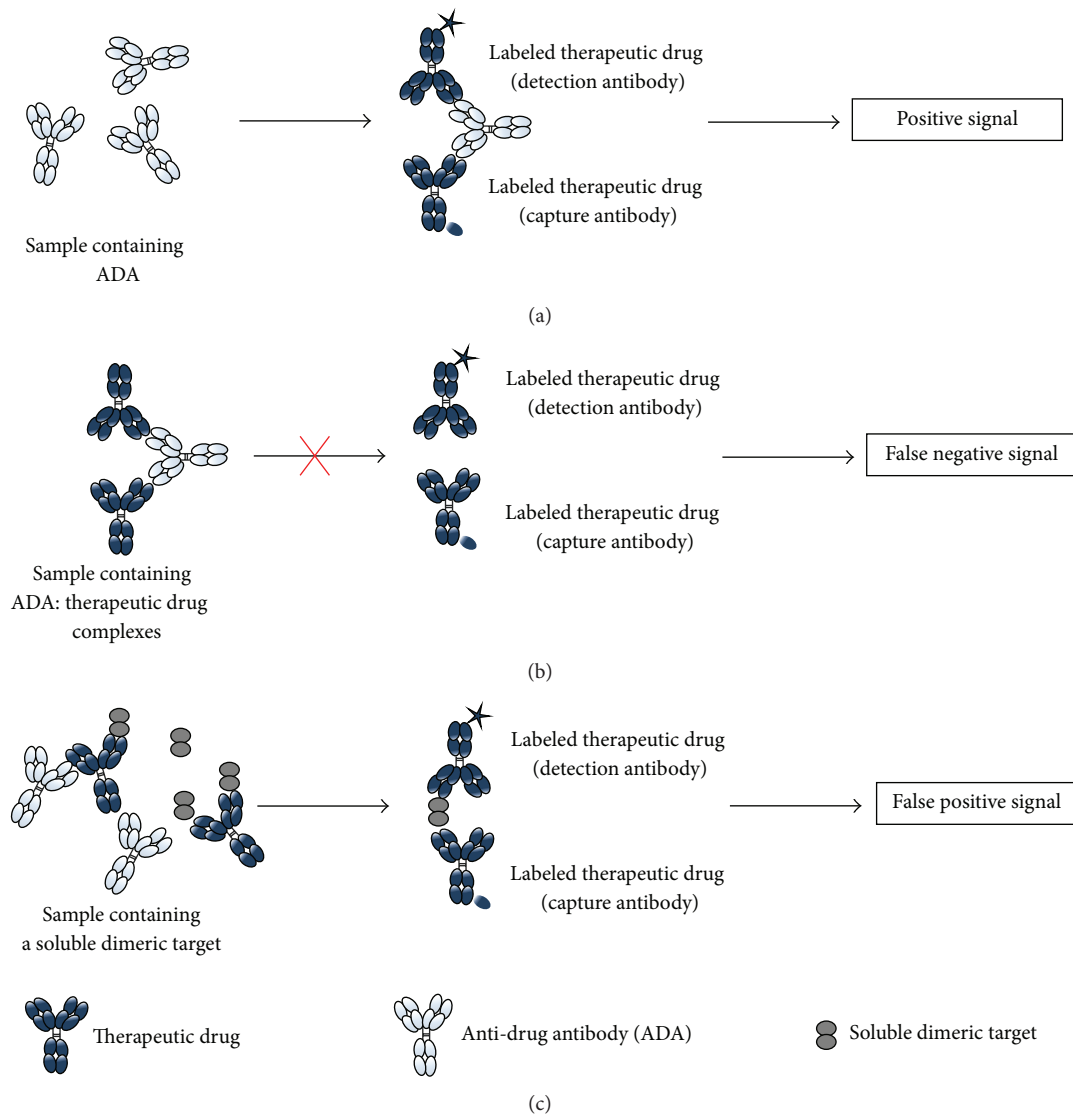 Labeled therapeutic drug
(detection antibody)
Positive signal
Labeled therapeutic drug
(capture antibody)
Sample containing
ADA
(a)
Labeled therapeutic drug
(detection antibody)
False negative signal
Labeled therapeutic drug
(capture antibody)
Sample containing
ADA: therapeutic drug
complexes
(b)
Labeled therapeutic drug
(detection antibody)
False positive signal
Labeled therapeutic drug
(capture antibody)
Sample containing
a soluble dimeric target
Therapeutic drug
Anti-drug antibody (ADA)
Soluble dimeric target
(c)